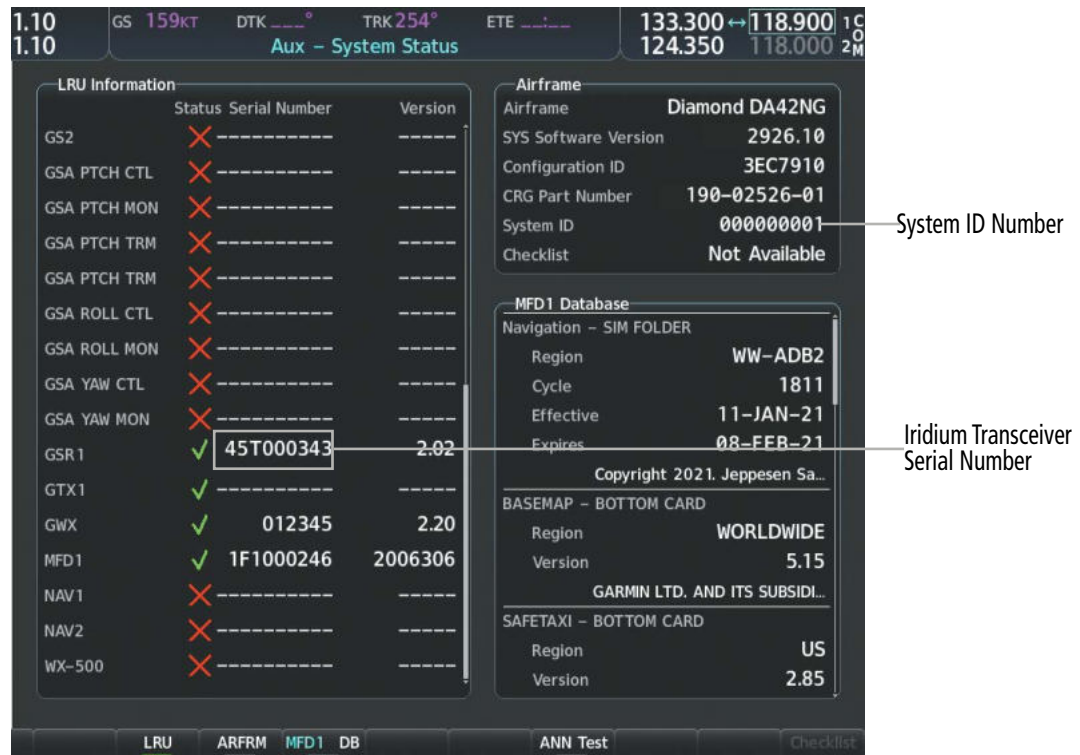 1.10 GS 159KT DTK ___° TRK 254° ETE __:__ 133.300 ↔ 118.900 1 C
1.10 Aux – System Status 124.350 118.000 2 O M
LRU Information
Status Serial Number Version
GS2 ✕ ---------- -----
GSA PTCH CTL ✕ ---------- -----
GSA PTCH MON ✕ ---------- -----
GSA PTCH TRM ✕ ---------- -----
GSA PTCH TRM ✕ ---------- -----
GSA ROLL CTL ✕ ---------- -----
GSA ROLL MON ✕ ---------- -----
GSA YAW CTL ✕ ---------- -----
GSA YAW MON ✕ ---------- -----
GSR1 ✓ 45T000343 2.02
GTX1 ✓ ---------- -----
GWX ✓ 012345 2.20
MFD1 ✓ 1F1000246 2006306
NAV1 ✕ ---------- -----
NAV2 ✕ ---------- -----
WX-500 ✕ ---------- -----
Airframe
Airframe Diamond DA42NG
SYS Software Version 2926.10
Configuration ID 3EC7910
CRG Part Number 190-02526-01
System ID 000000001
Checklist Not Available
System ID Number
MFD1 Database
Navigation – SIM FOLDER
Region WW-ADB2
Cycle 1811
Effective 11-JAN-21
Expires 08-FEB-21
Copyright 2021. Jeppesen Sa...
BASEMAP – BOTTOM CARD
Region WORLDWIDE
Version 5.15
GARMIN LTD. AND ITS SUBSIDI...
SAFETAXI – BOTTOM CARD
Region US
Version 2.85
Iridium Transceiver
Serial Number
LRU ARFRM MFD1 DB ANN Test Checklist